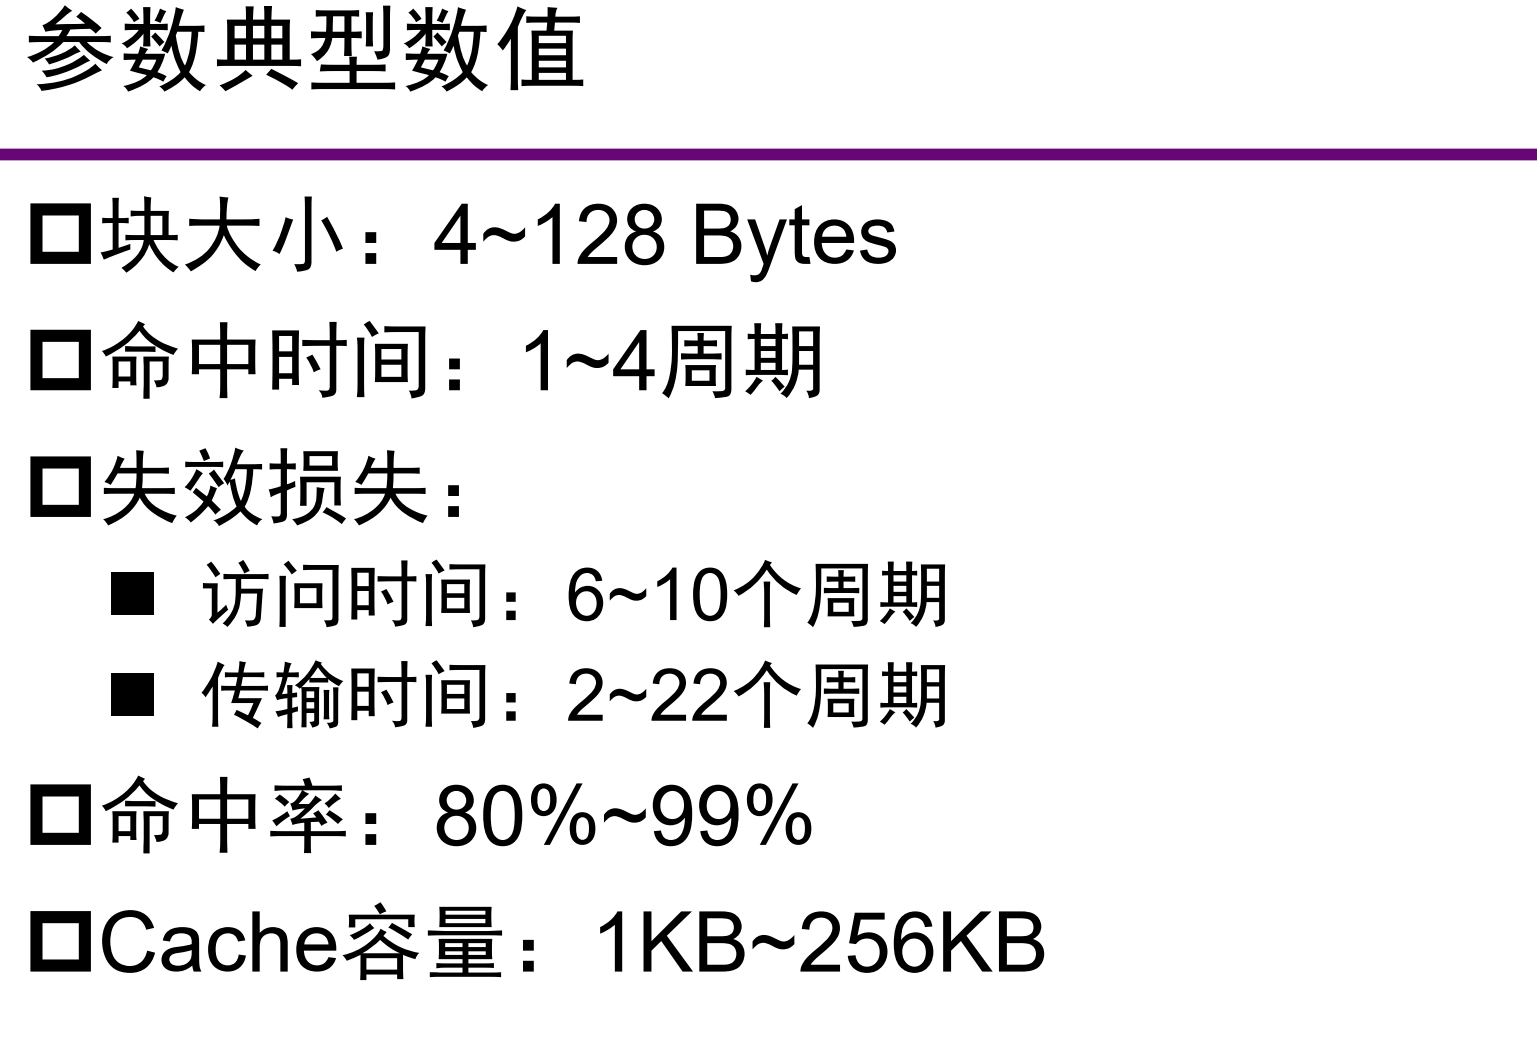 参数典型数值
块大小：4~128 Bytes
命中时间：1~4周期
失效损失：
访问时间：6~10个周期
传输时间：2~22个周期
命中率：80%~99%
Cache容量：1KB~256KB